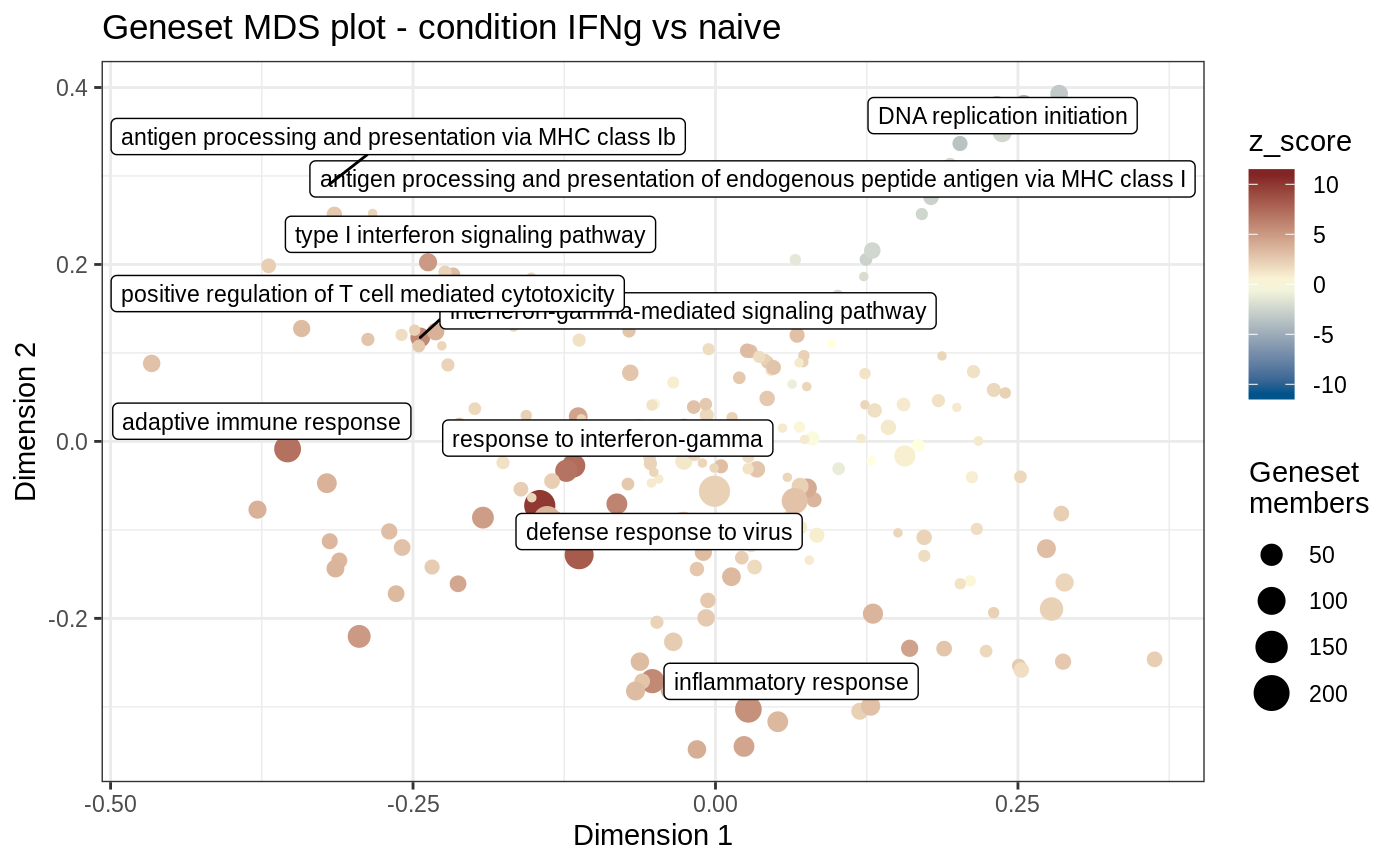 Geneset MDS plot - condition IFNg vs naive
0.4
0.2
0.0
-0.2
Dimension 2
DNA replication initiation
antigen processing and presentation via MHC class Ib
antigen processing and presentation of endogenous peptide antigen via MHC class I
type I interferon signaling pathway
positive regulation of T cell mediated cytotoxicity
interferon-gamma-mediated signaling pathway
adaptive immune response
response to interferon-gamma
defense response to virus
inflammatory response
-0.50
-0.25
0.00
0.25
Dimension 1
z_score
10
5
0
-5
-10
Geneset
members
50
100
150
200